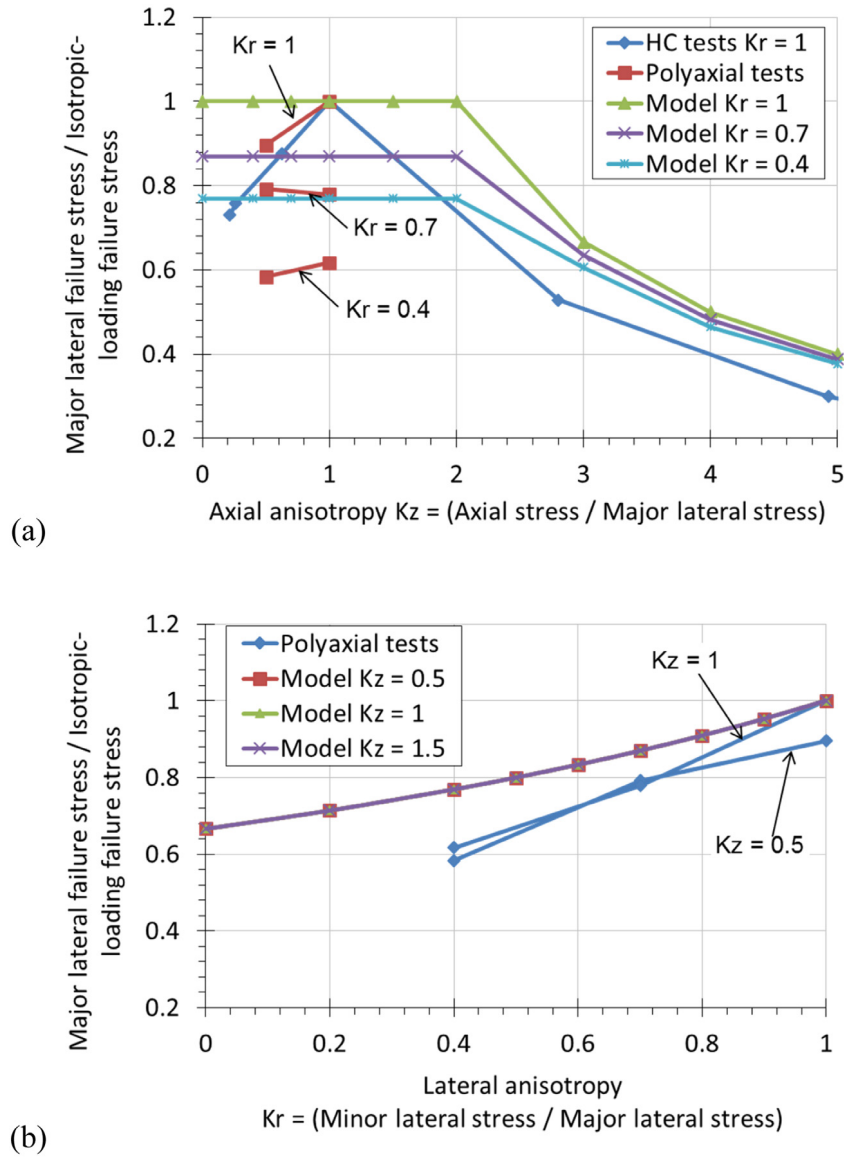 1.2
1
0.8
0.6
0.4
0.2
Major lateral failure stress / Isotropic-
loading failure stress
Kr = 1
Kr = 0.7
Kr = 0.4
HC tests Kr = 1
Polyaxial tests
Model Kr = 1
Model Kr = 0.7
Model Kr = 0.4
0 1 2 3 4 5
Axial anisotropy Kz = (Axial stress / Major lateral stress)
(a)
1.2
1
0.8
0.6
0.4
0.2
Major lateral failure stress / Isotropic-
loading failure stress
Polyaxial tests
Model Kz = 0.5
Model Kz = 1
Model Kz = 1.5
Kz = 1
Kz = 0.5
0 0.2 0.4 0.6 0.8 1
Lateral anisotropy
Kr = (Minor lateral stress / Major lateral stress)
(b)